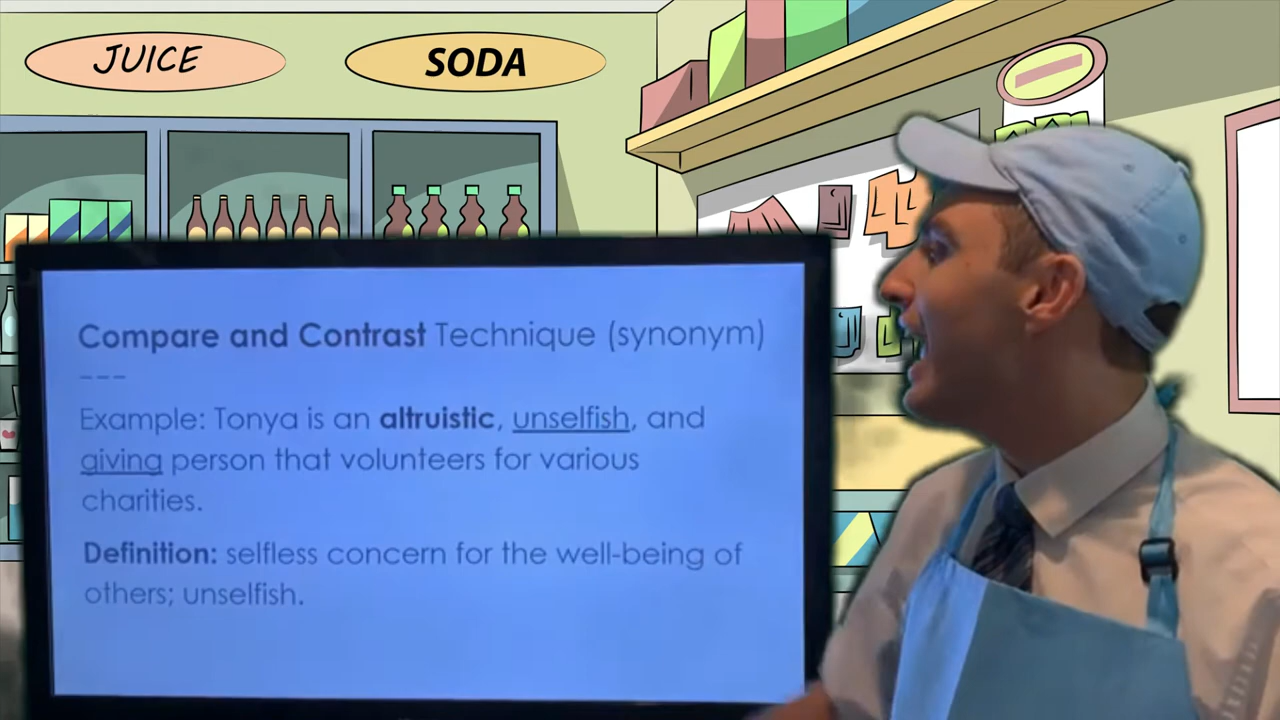 JUICE
SODA
Compare and Contrast Technique (synonym)
---
Example: Tonya is an altruistic, unselfish, and
giving person that volunteers for various
charities.
Definition: selfless concern for the well-being of
others; unselfish.